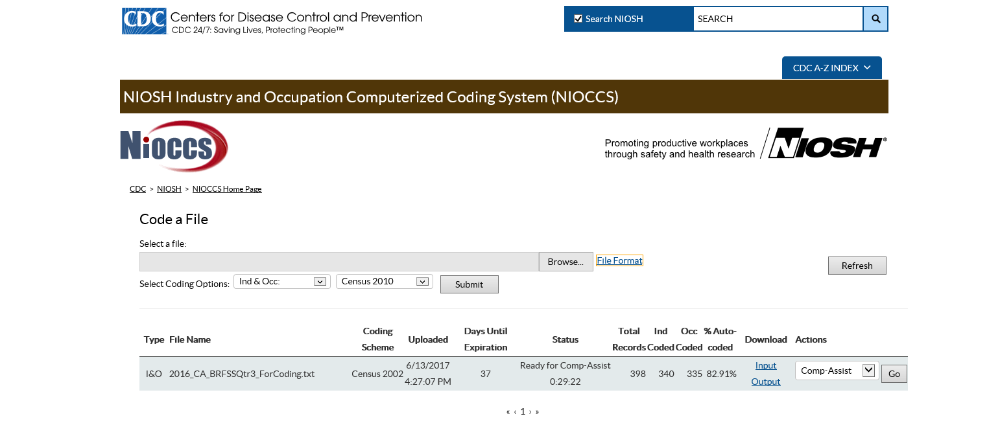 CDC Centers for Disease Control and Prevention
CDC 24/7: Saving Lives, Protecting People™
Search NIOSH SEARCH
CDC A-Z INDEX
NIOSH Industry and Occupation Computerized Coding System (NIOCCS)
NIOCCS
Promoting productive workplaces
through safety and health research
NIOSH®
CDC > NIOSH > NIOCCS Home Page
Code a File
Select a file:
Browse... File Format
Refresh
Select Coding Options: Ind & Occ: Census 2010 Submit
Type File Name Coding Scheme Uploaded Days Until Expiration Status Total Records Ind Coded Occ Coded % Auto-coded Download Actions
I&O 2016_CA_BRFSSQtr3_ForCoding.txt Census 2002 6/13/2017 4:27:07 PM 37 Ready for Comp-Assist 0:29:22 398 340 335 82.91% Input Output Comp-Assist Go
« ‹ 1 › »